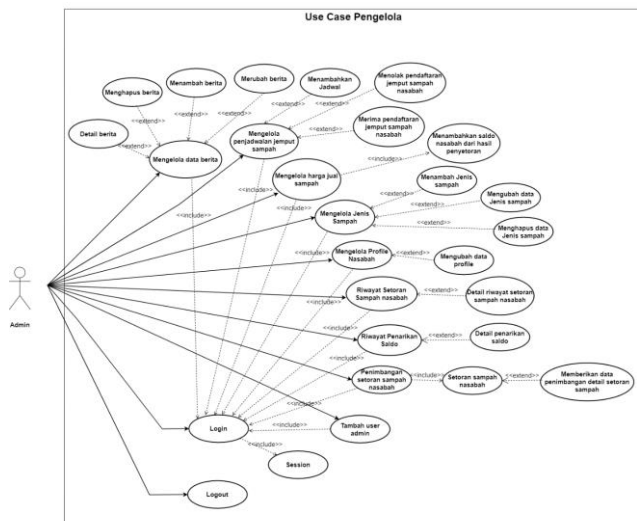 Use Case Pengelola
Menambah berita
Merubah berita
Menambahkan
Jadwal
Menolak pendaftaran
jemput sampah
nasabah
Menghapus berita
<<extend>>
<<extend>>
<<extend>>
<<extend>>
<<extend>>
Detail berita
<<extend>>
Mengelola data berita
Mengelola
penjadwalan jemput
sampah
<<extend>>
Merima pendaftaran
jemput sampah
nasabah
Menambahkan saldo
nasabah dari hasil
penyetoran
<<include>>
Mengelola harga jual
sampah
Menambah Jenis
sampah
<<extend>>
<<include>>
<<include>>
Mengelola Jenis
Sampah
<<extend>>
Mengubah data
Jenis sampah
<<extend>>
Menghapus data
Jenis sampah
<<include>>
Mengelola Profile
Nasabah
<<extend>>
Mengubah data
profile
<<include>>
Riwayat Setoran
Sampah nasabah
<<extend>>
Detail riwayat setoran
sampah nasabah
Admin
<<include>>
Riwayat Penarikan
Saldo
<<extend>>
Detail penarikan
saldo
<<include>>
Penimbangan
setoran sampah
nasabah
<<include>>
Setoran sampah
nasabah
<<extend>>
Memberikan data
penimbangan detail setoran
sampah
<<include>>
Login
<<include>>
Tambah user
admin
<<include>>
Session
Logout